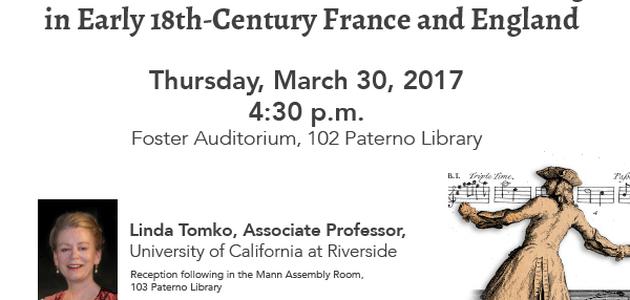 in Early 18th-Century France and England
Thursday, March 30, 2017
4:30 p.m.
Foster Auditorium, 102 Paterno Library
B.I. Triple Time.
4
Linda Tomko, Associate Professor,
University of California at Riverside
Reception following in the Mann Assembly Room,
103 Paterno Library